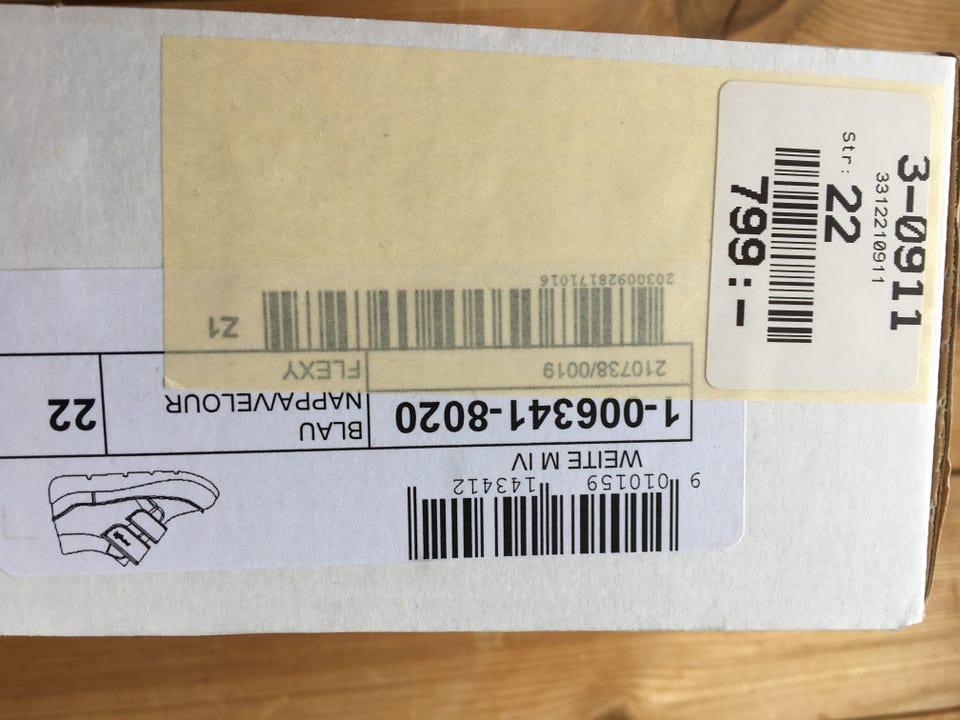 3-0911
3312210911
Str: 22
799:-
9 010159 143412
WEITE M IV
1-006341-8020
BLAU
NAPPA/VELOUR
22
210738/0019
FLEXY
20300928171016
Z1